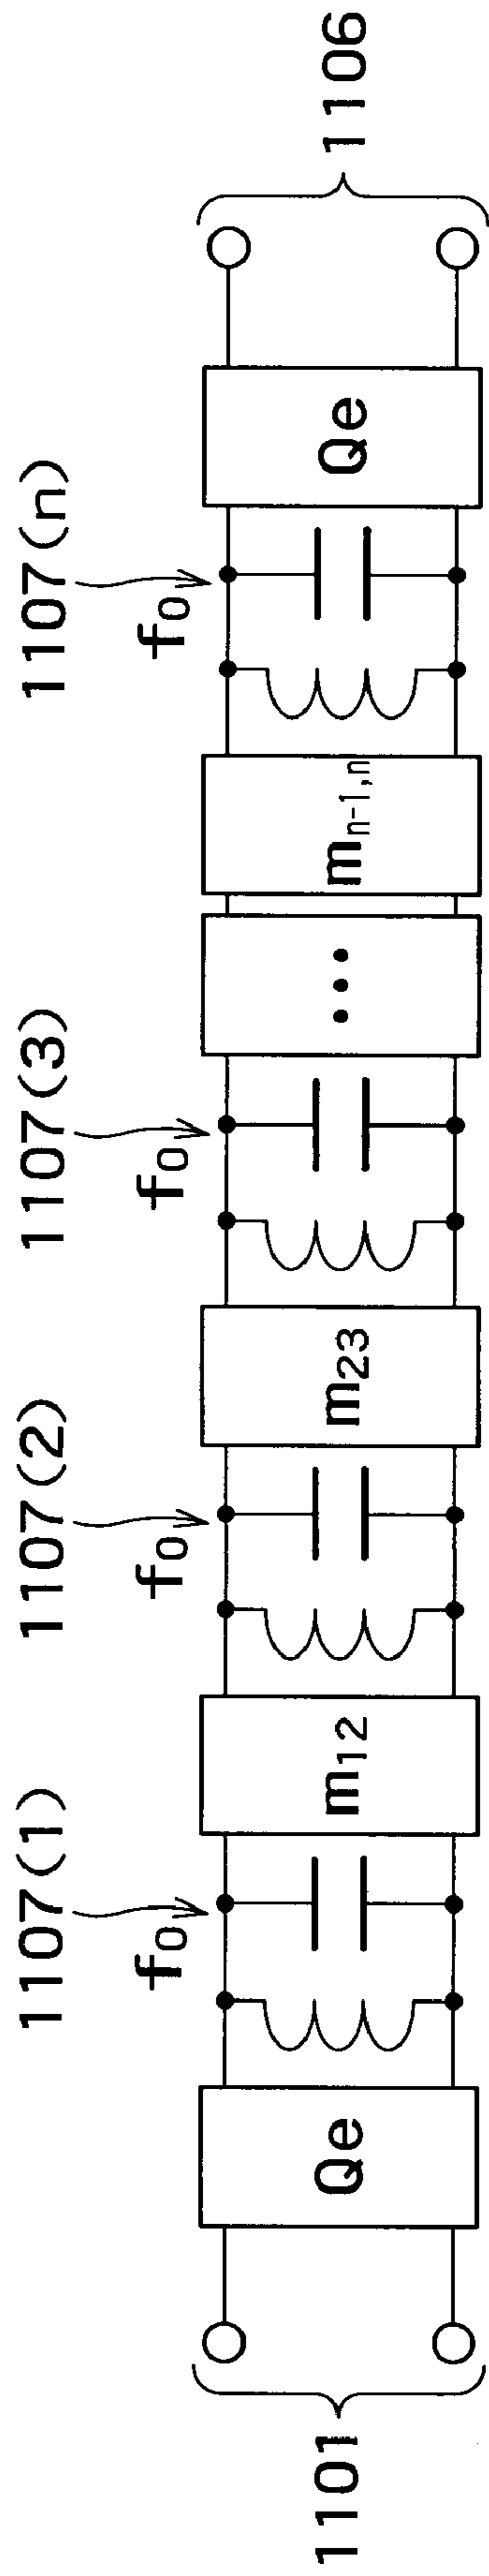 1107(1)
1107(2)
1107(3)
1107(n)
f₀
f₀
f₀
f₀
1101
Qe
m₁₂
m₂₃
•••
mₙ₋₁,ₙ
Qe
1106